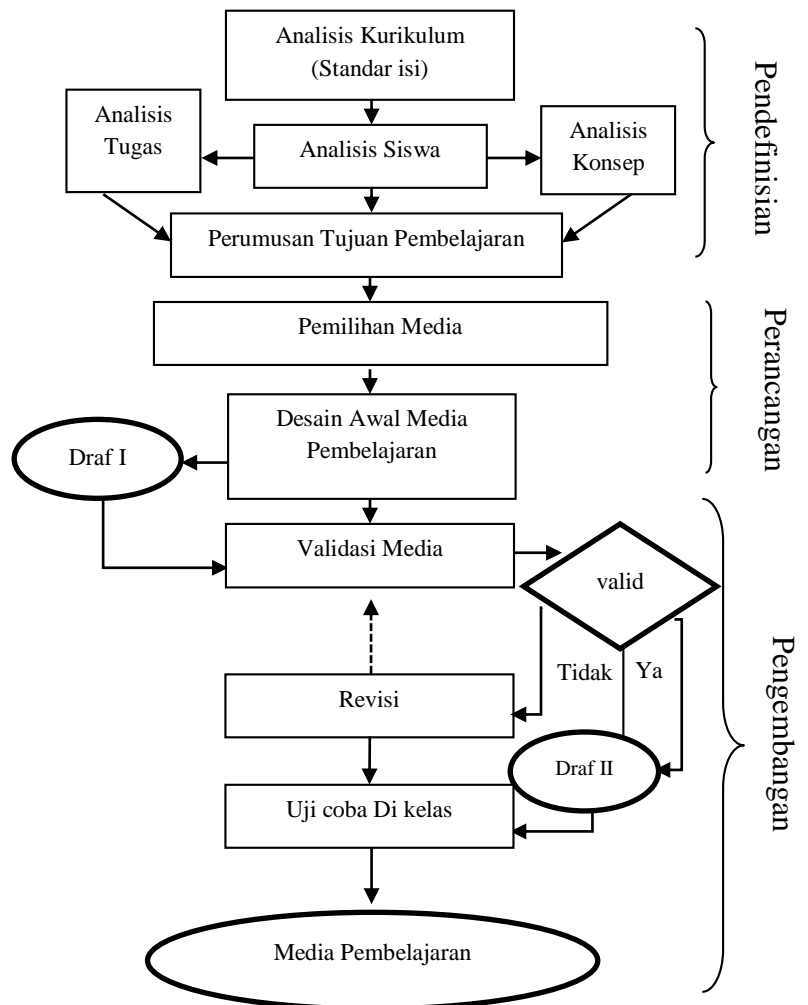 Analisis Kurikulum
(Standar isi)
Analisis
Tugas
Analisis Siswa
Analisis
Konsep
Perumusan Tujuan Pembelajaran
Pendefinisian
Pemilihan Media
Desain Awal Media
Pembelajaran
Draf I
Perancangan
Validasi Media
valid
Tidak
Ya
Revisi
Draf II
Uji coba Di kelas
Media Pembelajaran
Pengembangan